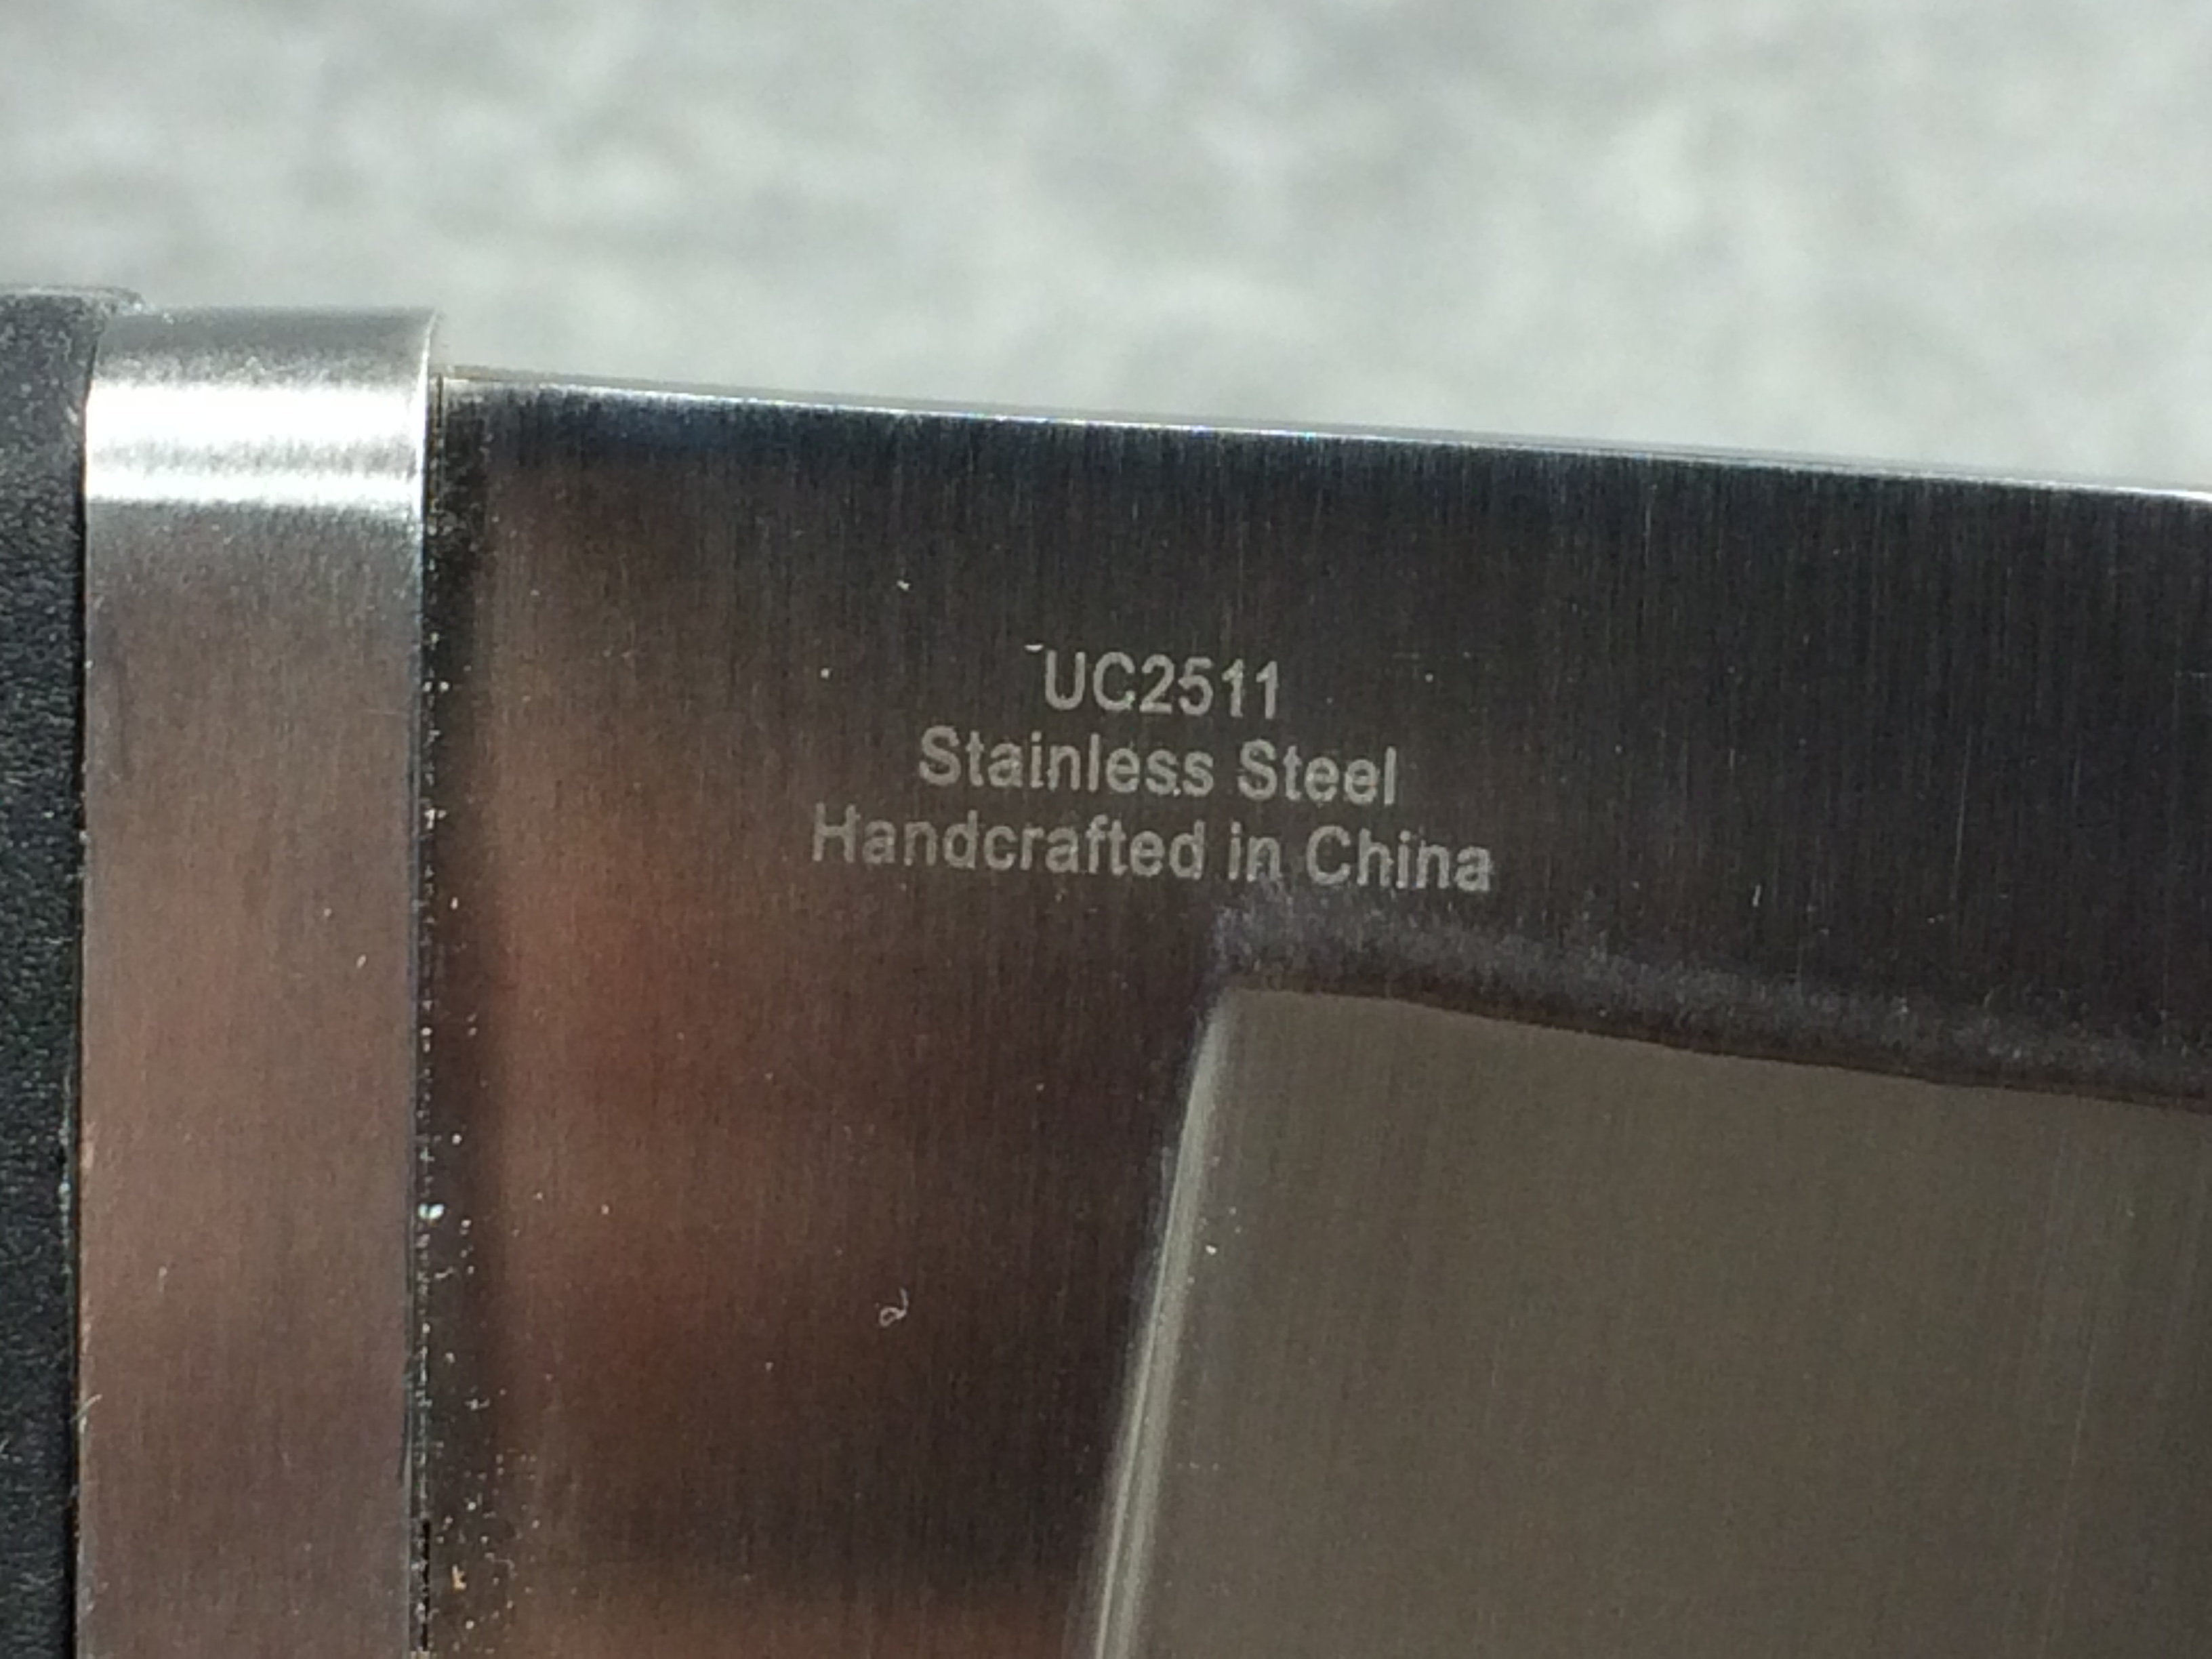 UC2511
Stainless Steel
Handcrafted in China